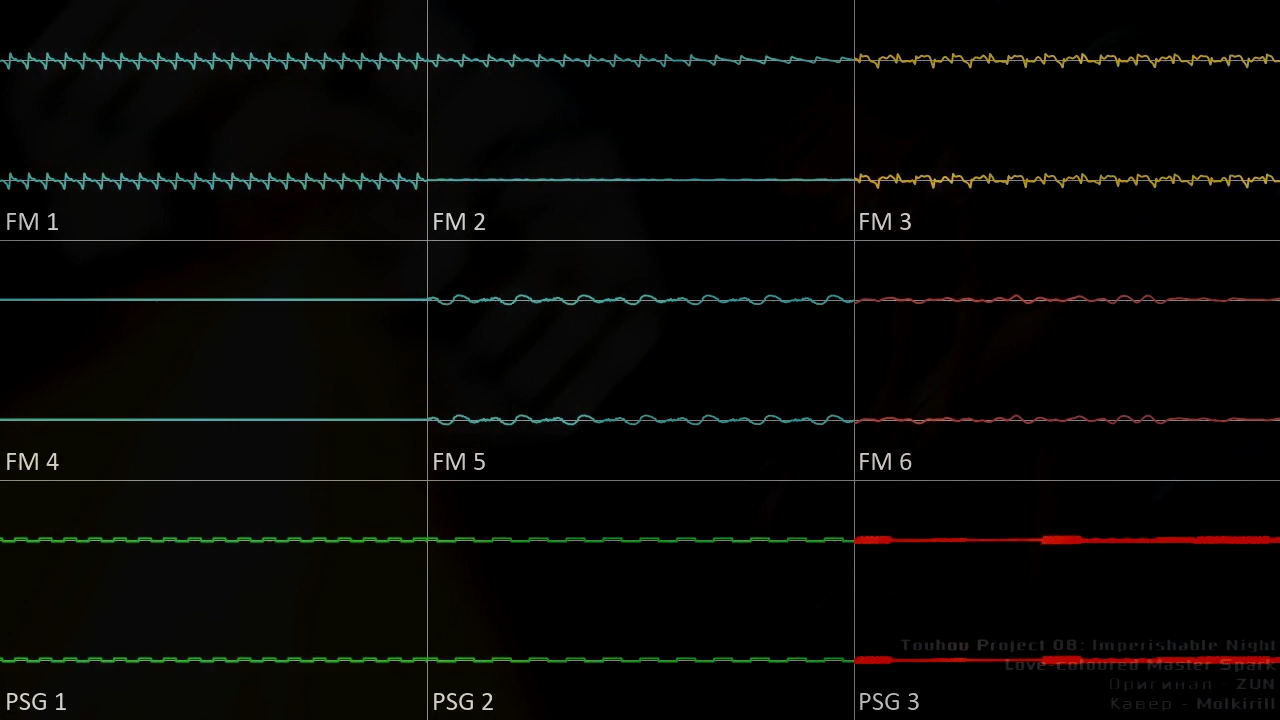 FM 1
FM 2
FM 3
FM 4
FM 5
FM 6
PSG 1
PSG 2
PSG 3
Touhou Project 08: Imperishable Night
Love-coloured Master Spark
Оригинал - ZUN
Кавер - Molkirill